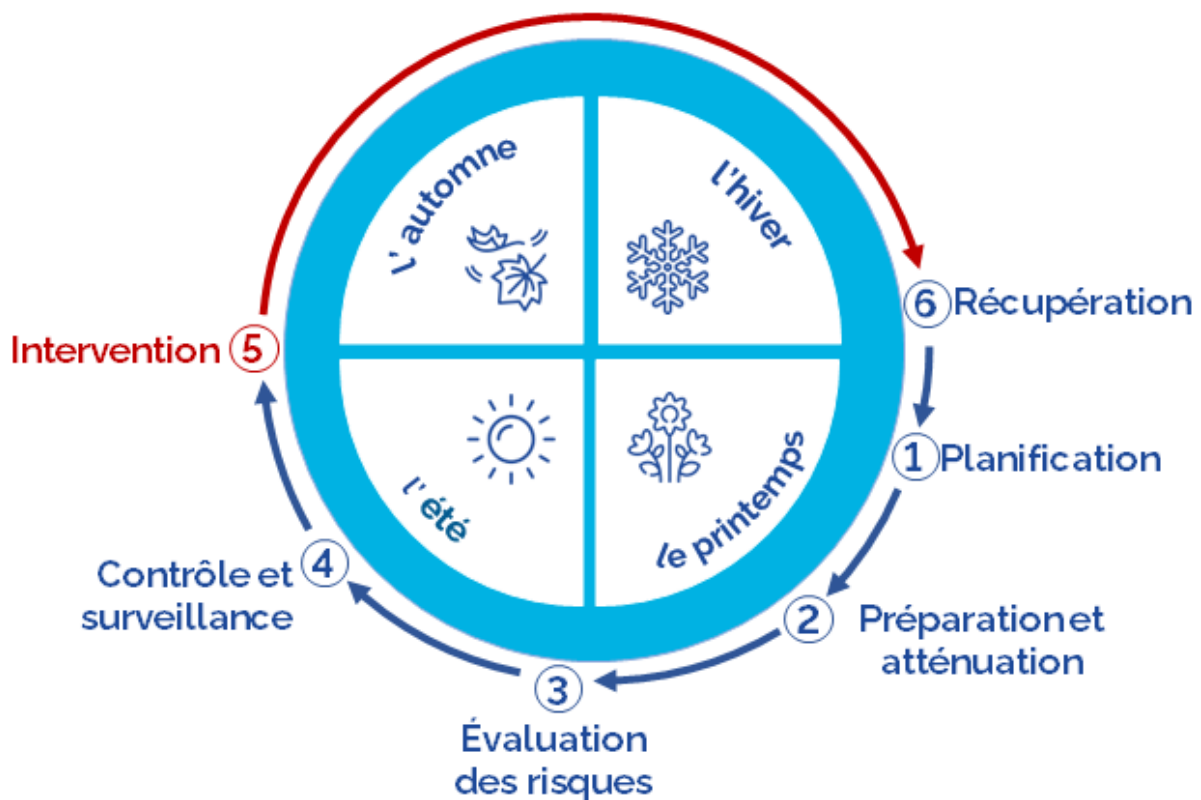 l'automne
l'hiver
l'été
le printemps
6 Récupération
1 Planification
2 Préparation et
atténuation
3
Évaluation
des risques
4
Contrôle et
surveillance
Intervention 5